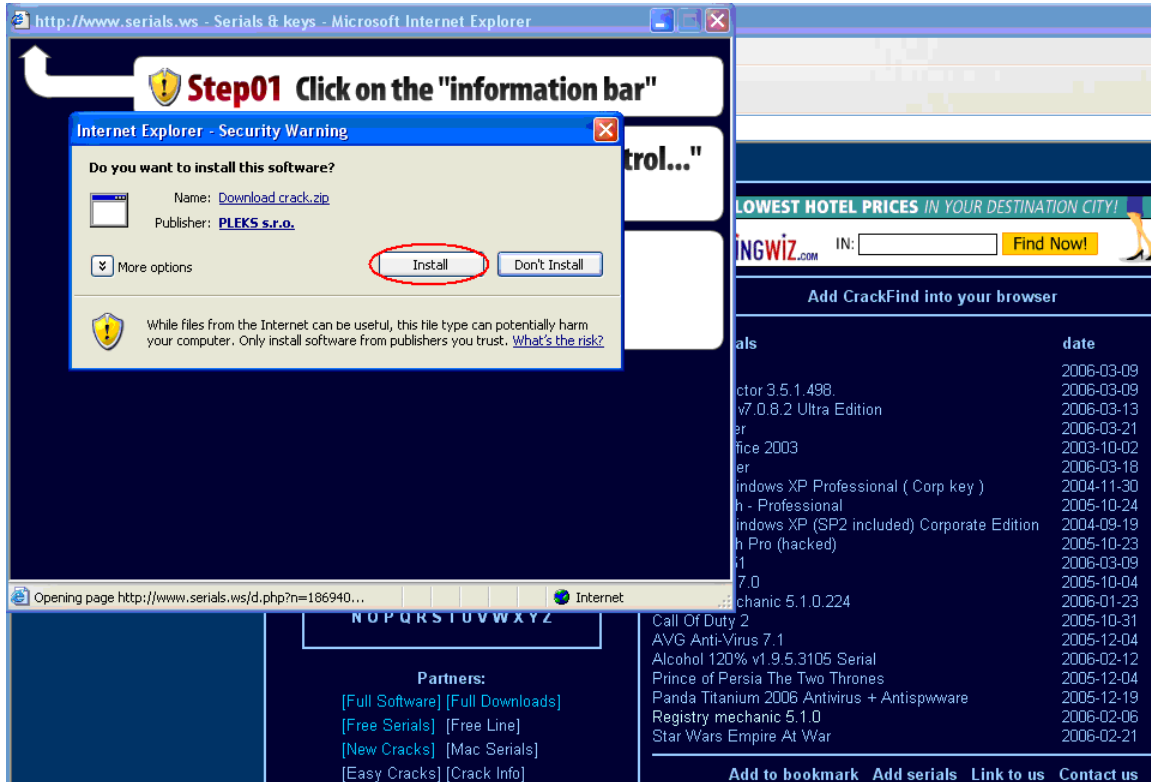 http://www.serials.ws - Serials & keys - Microsoft Internet Explorer
Step01 Click on the "information bar"
trol..."
Internet Explorer - Security Warning
Do you want to install this software?
Name: Download crack.zip
Publisher: PLEKS s.r.o.
More options
Install
Don't Install
While files from the Internet can be useful, this file type can potentially harm
your computer. Only install software from publishers you trust. What's the risk?
Opening page http://www.serials.ws/d.php?n=186940...
Internet
LOWEST HOTEL PRICES IN YOUR DESTINATION CITY!
INGWIZ.com IN: Find Now!
Add CrackFind into your browser
als date
2006-03-09
ctor 3.5.1.498. 2006-03-09
v7.0.8.2 Ultra Edition 2006-03-13
er 2006-03-21
fice 2003 2003-10-02
er 2006-03-18
indows XP Professional ( Corp key ) 2004-11-30
h - Professional 2005-10-24
indows XP (SP2 included) Corporate Edition 2004-09-19
h Pro (hacked) 2005-10-23
51 2006-03-09
7.0 2005-10-04
chanic 5.1.0.224 2006-01-23
Call Of Duty 2 2005-10-31
AVG Anti-Virus 7.1 2005-12-04
Alcohol 120% v1.9.5.3105 Serial 2006-02-12
Prince of Persia The Two Thrones 2005-12-04
Panda Titanium 2006 Antivirus + Antispwware 2005-12-19
Registry mechanic 5.1.0 2006-02-06
Star Wars Empire At War 2006-02-21
N O P Q R S T U V W X Y Z
Partners:
[Full Software] [Full Downloads]
[Free Serials] [Free Line]
[New Cracks] [Mac Serials]
[Easy Cracks] [Crack Info]
Add to bookmark Add serials Link to us Contact us